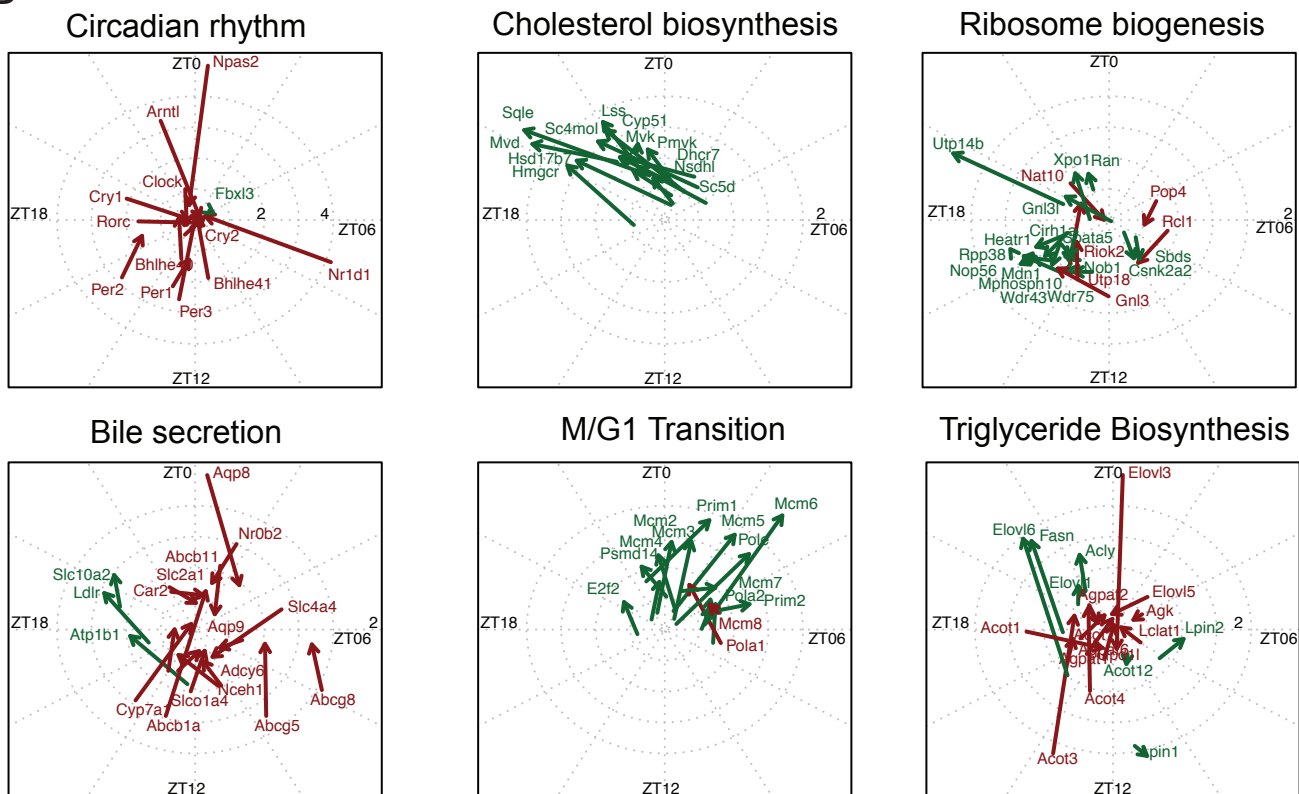 Circadian rhythm
Cholesterol biosynthesis
Ribosome biogenesis
ZT0
Npas2
Arntl
Clock
Fbxl3
Cry1
ZT18
2
4
ZT06
Rorc
Cry2
Bhlhe40
Nr1d1
Per2
Per1
Bhlhe41
Per3
ZT12
ZT0
Sqle
Lss
Cyp51
Sc4mol
Mvd
Mvk
Pmvk
Hsd17b7
Dhcr7
Hmgcr
Nsdhl
Sc5d
ZT18
2
ZT06
ZT12
ZT0
Utp14b
Xpo1
Ran
Nat10
Pop4
Gnl3l
ZT18
2
ZT06
Rcl1
Cirh1a
Heatr1
Spata5
Rpp38
Riok2
Sbds
Nop56
Mdn1
Nob1
Csnk2a2
Mphosph10
Utp18
Wdr43
Wdr75
Gnl3
ZT12
Bile secretion
M/G1 Transition
Triglyceride Biosynthesis
ZT0
Aqp8
Nr0b2
Abcb11
Slc10a2
Slc2a1
Ldlr
Car2
Slc4a4
ZT18
2
ZT06
Aqp9
Atp1b1
Adcy6
Nceh1
Cyp7a1
Slco1a4
Abcg8
Abcb1a
Abcg5
ZT12
ZT0
Prim1
Mcm6
Mcm2
Mcm5
Mcm3
Mcm4
Psmd14
E2f2
Mcm7
Pola2
Prim2
ZT18
ZT06
Mcm8
Pola1
ZT0
Elovl3
Elovl6
Fasn
Acly
Agpat2
Elovl5
Agk
ZT18
2
ZT06
Acot1
Lclat1
Lpin2
Acot12
Acot4
Acot3
ZT12